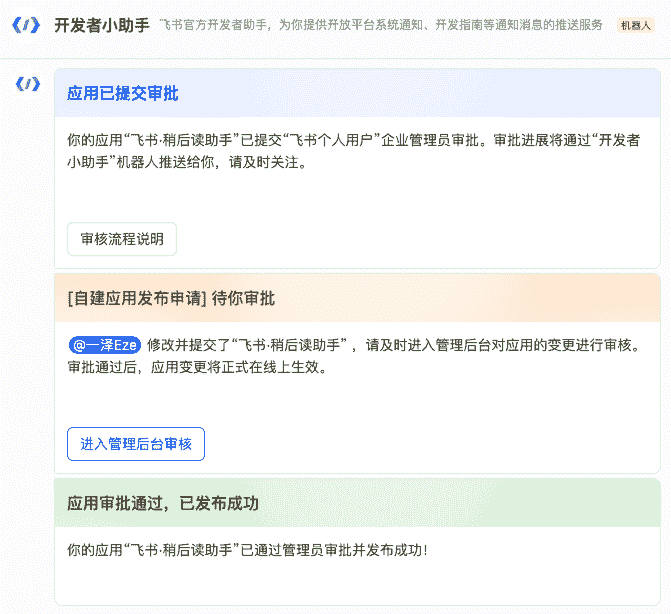 开发者小助手 飞书官方开发者助手，为你提供开放平台系统通知、开发指南等通知消息的推送服务 机器人
应用已提交审批
你的应用“飞书·稍后读助手”已提交“飞书个人用户”企业管理员审批。审批进展将通过“开发者
小助手”机器人推送给你，请及时关注。
审核流程说明
[自建应用发布申请] 待你审批
@一泽Eze 修改并提交了“飞书·稍后读助手” ，请及时进入管理后台对应用的变更进行审核。
审批通过后，应用变更将正式在线上生效。
进入管理后台审核
应用审批通过，已发布成功
你的应用“飞书·稍后读助手”已通过管理员审批并发布成功！